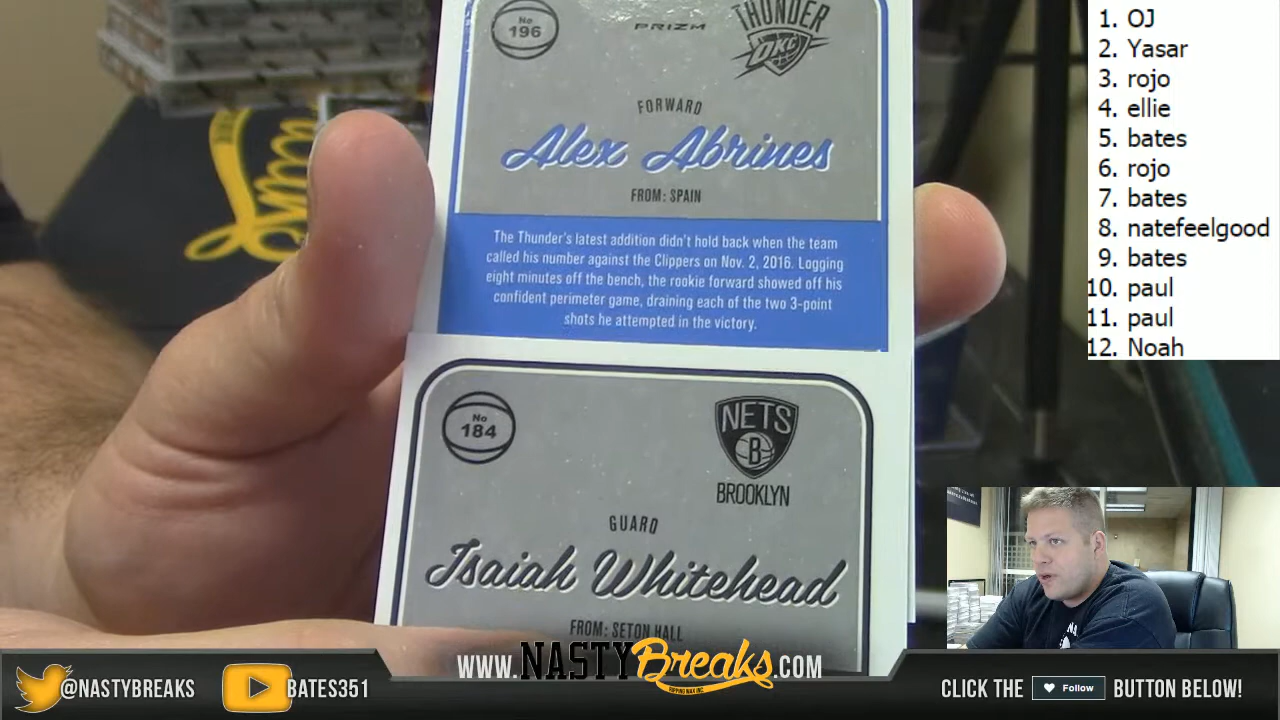 No
196
PRIZM
THUNDER
OKC
FORWARD
Alex Abrines
FROM: SPAIN
The Thunder's latest addition didn't hold back when the team
called his number against the Clippers on Nov. 2, 2016. Logging
eight minutes off the bench, the rookie forward showed off his
confident perimeter game, draining each of the two 3-point
shots he attempted in the victory.
No
184
NETS
B
BROOKLYN
GUARD
Isaiah Whitehead
FROM: SETON HALL
1. OJ
2. Yasar
3. rojo
4. ellie
5. bates
6. rojo
7. bates
8. natefeelgood
9. bates
10. paul
11. paul
12. Noah
@NASTYBREAKS
BATES351
WWW.NASTYBreaks.COM
RIPPING WAX INC.
CLICK THE Follow BUTTON BELOW!